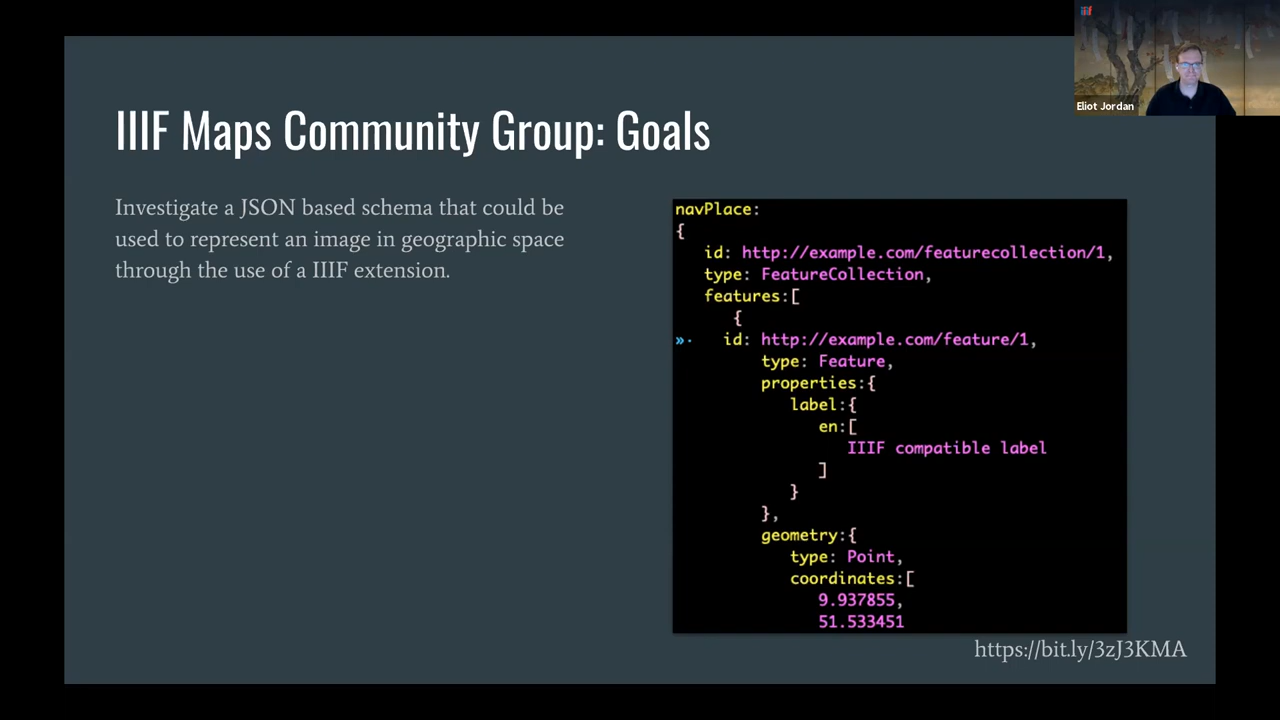 iiif
Eliot Jordan
IIIF Maps Community Group: Goals
Investigate a JSON based schema that could be
used to represent an image in geographic space
through the use of a IIIF extension.
navPlace:
{
id: http://example.com/featurecollection/1,
type: FeatureCollection,
features:[
{
»· id: http://example.com/feature/1,
type: Feature,
properties:{
label:{
en:[
IIIF compatible label
]
}
},
geometry:{
type: Point,
coordinates:[
9.937855,
51.533451
https://bit.ly/3zJ3KMA